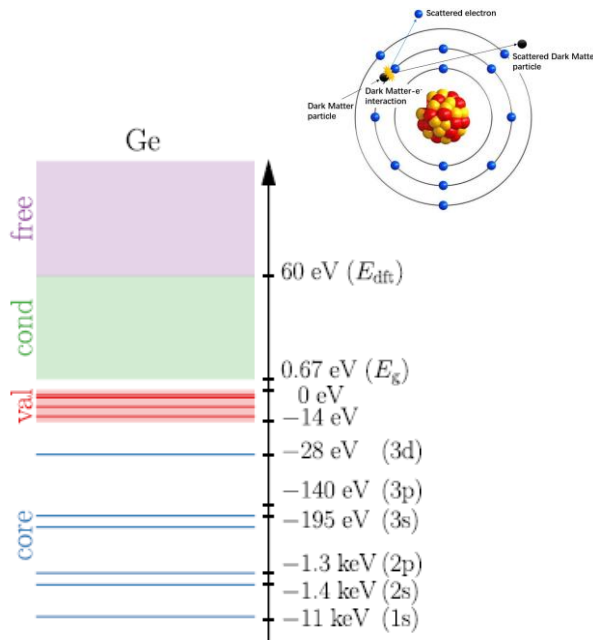 Scattered electron
Scattered Dark Matter
particle
Dark Matter-e-
interaction
Dark Matter
particle
Ge
free
cond
val
core
60 eV (E_dft)
0.67 eV (E_g)
0 eV
−14 eV
−28 eV (3d)
−140 eV (3p)
−195 eV (3s)
−1.3 keV (2p)
−1.4 keV (2s)
−11 keV (1s)